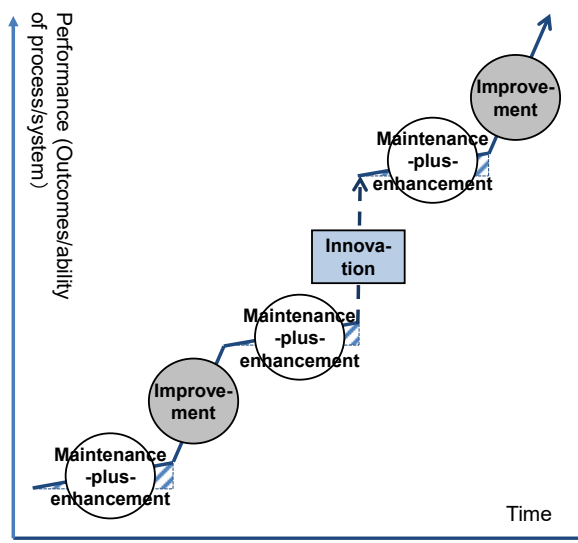 Performance (Outcomes/ability
of process/system)
Improve-
ment
Maintenance
-plus-
enhancement
Innova-
tion
Maintenance
-plus-
enhancement
Improve-
ment
Maintenance
-plus-
enhancement
Time